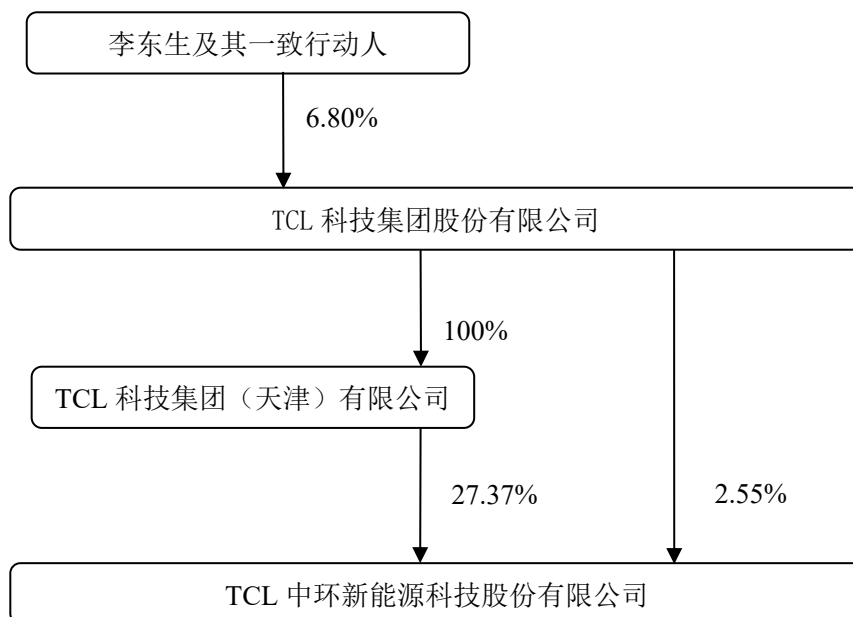 李东生及其一致行动人
6.80%
TCL 科技集团股份有限公司
100%
TCL 科技集团（天津）有限公司
27.37%
2.55%
TCL 中环新能源科技股份有限公司